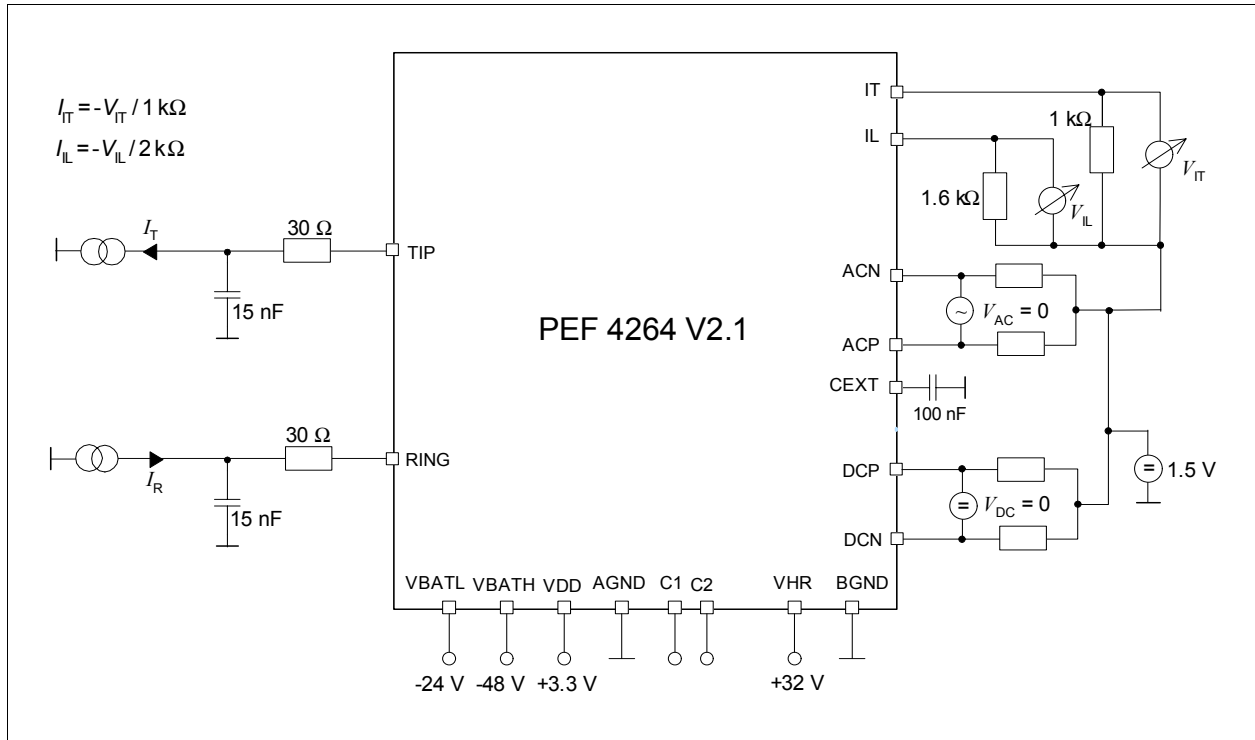 I_IT = -V_IT / 1 kΩ
I_IL = -V_IL / 2 kΩ
IT
IL
1 kΩ
V_IT
1.6 kΩ
V_IL
I_T
30 Ω
TIP
15 nF
ACN
V_AC = 0
ACP
PEF 4264 V2.1
CEXT
100 nF
I_R
30 Ω
RING
15 nF
DCP
V_DC = 0
DCN
1.5 V
VBATL VBATH VDD AGND C1 C2 VHR BGND
-24 V -48 V +3.3 V +32 V